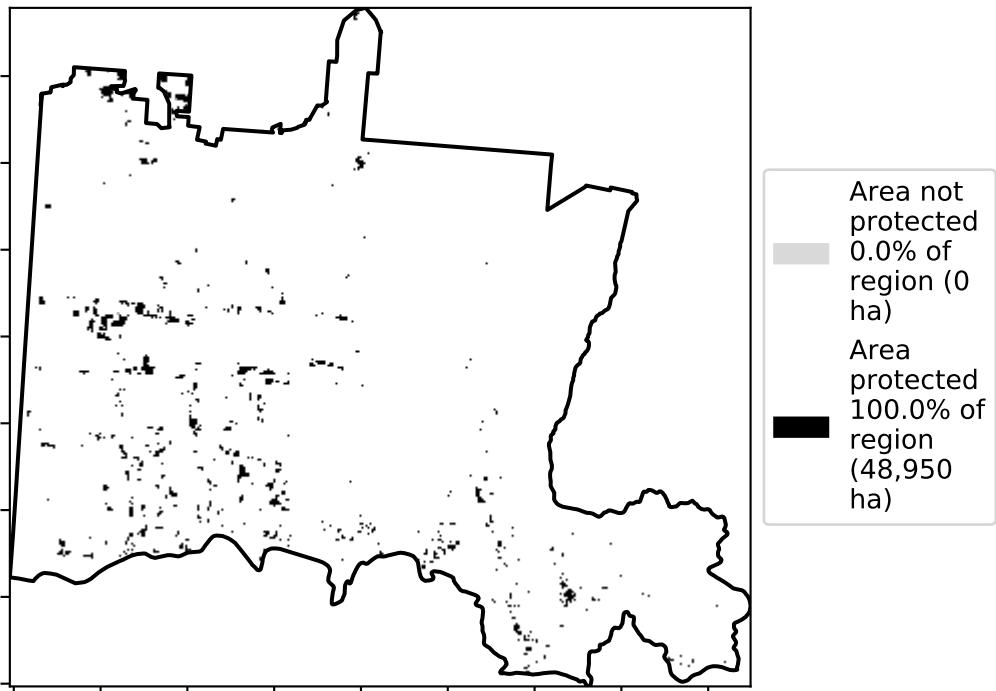 Area not
protected
0.0% of
region (0
ha)
Area
protected
100.0% of
region
(48,950
ha)